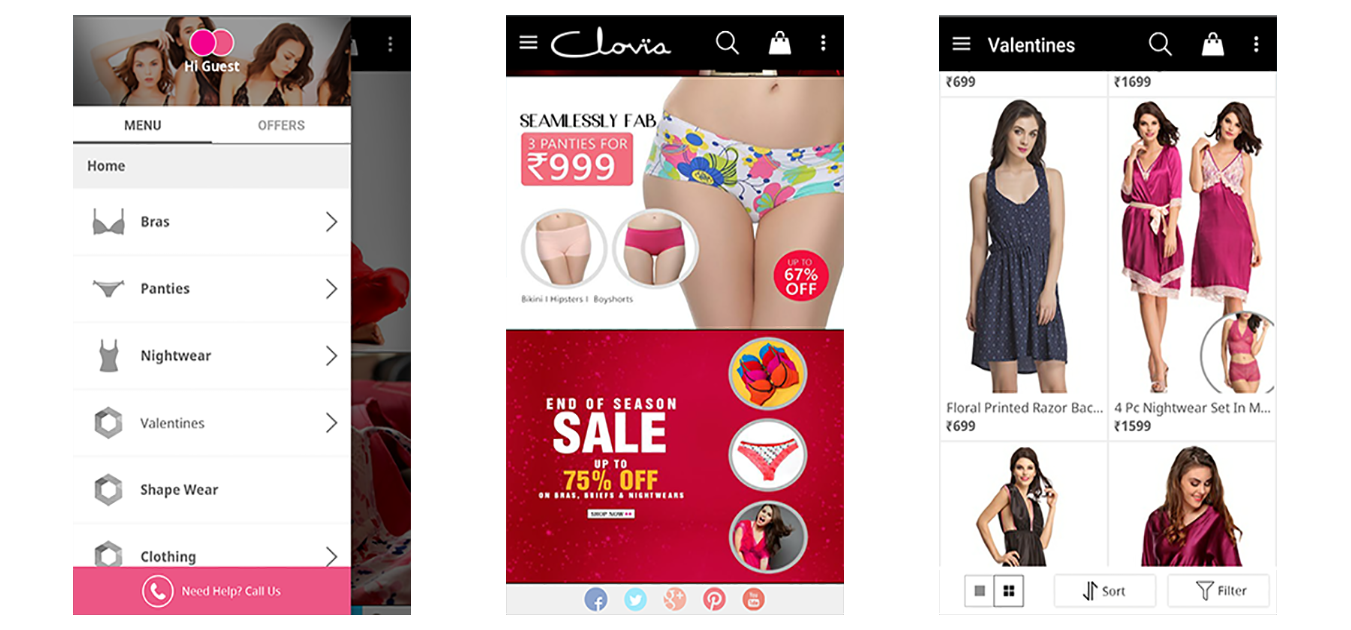 Hi Guest
MENU
OFFERS
Home
Bras
Panties
Nightwear
Valentines
Shape Wear
Clothing
Need Help? Call Us
Clovia
SEAMLESSLY FAB
3 PANTIES FOR
₹999
Bikini I Hipsters I Boyshorts
UP TO
67%
OFF
END OF SEASON
SALE
UP TO
75% OFF
ON BRAS, BRIEFS & NIGHTWEARS
SHOP NOW
You
Valentines
₹699
₹1699
Floral Printed Razor Bac...
₹699
4 Pc Nightwear Set In M...
₹1599
Sort
Filter